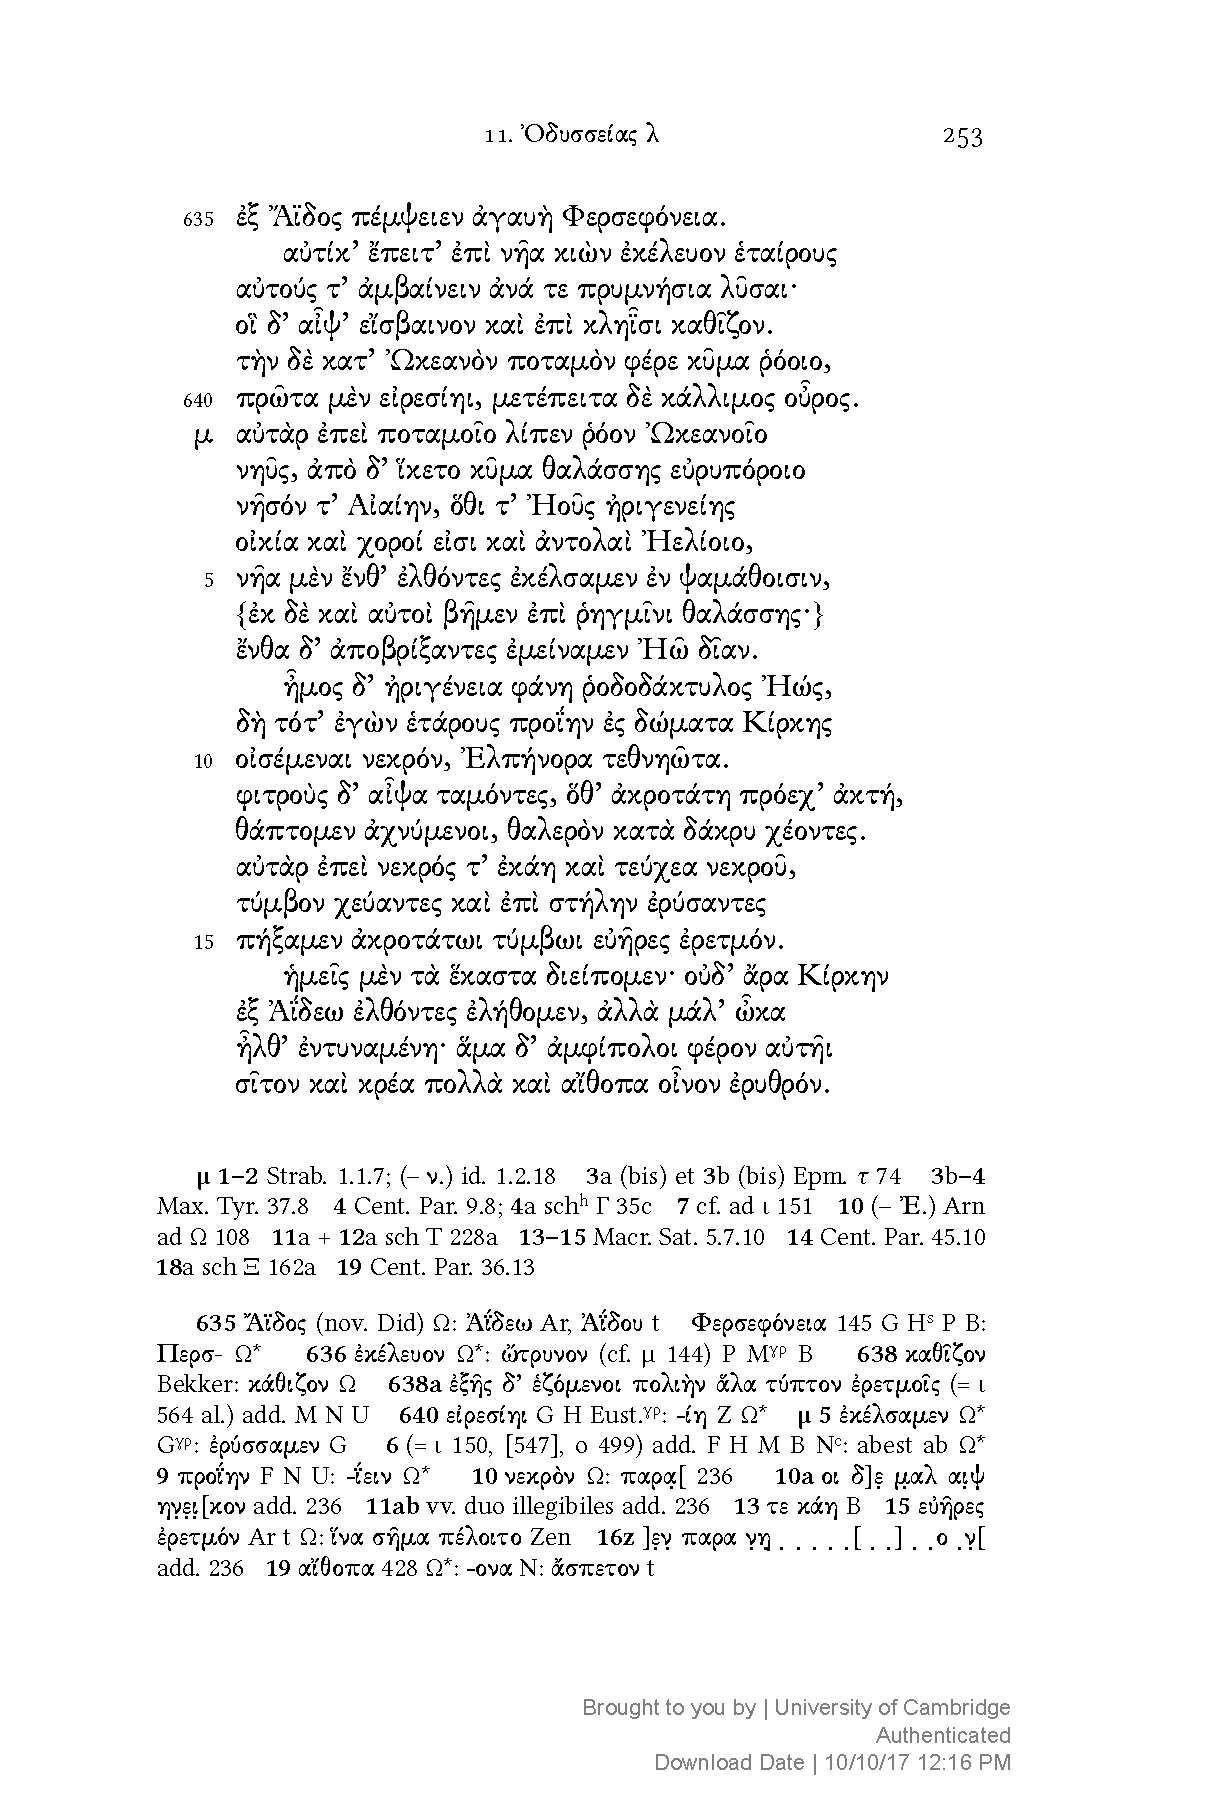 11. Ὀδυσσείας λ 253
635 ἐξ Ἄϊδος πέμψειεν ἀγαυὴ Φερσεφόνεια.
αὐτίκ’ ἔπειτ’ ἐπὶ νῆα κιὼν ἐκέλευον ἑταίρους
αὐτούς τ’ ἀμβαίνειν ἀνά τε πρυμνήσια λῦσαι·
οἳ δ’ αἶψ’ εἴσβαινον καὶ ἐπὶ κληῗσι καθῖζον.
τὴν δὲ κατ’ Ὠκεανὸν ποταμὸν φέρε κῦμα ῥόοιο,
640 πρῶτα μὲν εἰρεσίηι, μετέπειτα δὲ κάλλιμος οὖρος.
μ αὐτὰρ ἐπεὶ ποταμοῖο λίπεν ῥόον Ὠκεανοῖο
νηῦς, ἀπὸ δ’ ἵκετο κῦμα θαλάσσης εὐρυπόροιο
νῆσόν τ’ Αἰαίην, ὅθι τ’ Ἠοῦς ἠριγενείης
οἰκία καὶ χοροί εἰσι καὶ ἀντολαὶ Ἠελίοιο,
5 νῆα μὲν ἔνθ’ ἐλθόντες ἐκέλσαμεν ἐν ψαμάθοισιν,
{ἐκ δὲ καὶ αὐτοὶ βῆμεν ἐπὶ ῥηγμῖνι θαλάσσης·}
ἔνθα δ’ ἀποβρίξαντες ἐμείναμεν Ἠῶ δῖαν.
ἦμος δ’ ἠριγένεια φάνη ῥοδοδάκτυλος Ἠώς,
δὴ τότ’ ἐγὼν ἑτάρους προΐην ἐς δώματα Κίρκης
10 οἰσέμεναι νεκρόν, Ἐλπήνορα τεθνηῶτα.
φιτροὺς δ’ αἶψα ταμόντες, ὅθ’ ἀκροτάτη πρόεχ’ ἀκτή,
θάπτομεν ἀχνύμενοι, θαλερὸν κατὰ δάκρυ χέοντες.
αὐτὰρ ἐπεὶ νεκρός τ’ ἐκάη καὶ τεύχεα νεκροῦ,
τύμβον χεύαντες καὶ ἐπὶ στήλην ἐρύσαντες
15 πήξαμεν ἀκροτάτωι τύμβωι εὐῆρες ἐρετμόν.
ἡμεῖς μὲν τὰ ἕκαστα διείπομεν· οὐδ’ ἄρα Κίρκην
ἐξ Ἀΐδεω ἐλθόντες ἐλήθομεν, ἀλλὰ μάλ’ ὦκα
ἦλθ’ ἐντυναμένη· ἅμα δ’ ἀμφίπολοι φέρον αὐτῆι
σῖτον καὶ κρέα πολλὰ καὶ αἴθοπα οἶνον ἐρυθρόν.
μ 1–2 Strab. 1.1.7; (– ν.) id. 1.2.18 3a (bis) et 3b (bis) Epm. τ 74 3b–4
Max. Tyr. 37.8 4 Cent. Par. 9.8; 4a schʰ Γ 35c 7 cf. ad ι 151 10 (– Ἐ.) Arn
ad Ω 108 11a + 12a sch T 228a 13–15 Macr. Sat. 5.7.10 14 Cent. Par. 45.10
18a sch Ξ 162a 19 Cent. Par. 36.13
635 Ἄϊδος (nov. Did) Ω: Ἀΐδεω Ar, Ἀΐδου t Φερσεφόνεια 145 G Hˢ P B:
Περσ- Ω* 636 ἐκέλευον Ω*: ὤτρυνον (cf. μ 144) P Mᵞᵖ B 638 καθῖζον
Bekker: κάθιζον Ω 638a ἑξῆς δ’ ἑζόμενοι πολιὴν ἅλα τύπτον ἐρετμοῖς (= ι
564 al.) add. M N U 640 εἰρεσίηι G H Eust.ᵞᵖ: -ίη Z Ω* μ 5 ἐκέλσαμεν Ω*
Gᵞᵖ: ἐρύσσαμεν G 6 (= ι 150, [547], ο 499) add. F H M B Nᶜ: abest ab Ω*
9 προΐην F N U: -ΐειν Ω* 10 νεκρὸν Ω: παρα̣[ 236 10a οι δ]ε̣ μ̣αλ αι̣ψ
ην̣ε̣ι̣[κον add. 236 11ab vv. duo illegibiles add. 236 13 τε κάη B 15 εὐῆρες
ἐρετμόν Ar t Ω: ἵνα σῆμα πέλοιτο Zen 16z ]ε̣ν̣ παρα ν̣η̣ . . . . .[ . .] . .ο .ν̣[
add. 236 19 αἴθοπα 428 Ω*: -ονα N: ἄσπετον t
Brought to you by | University of Cambridge
Authenticated
Download Date | 10/10/17 12:16 PM